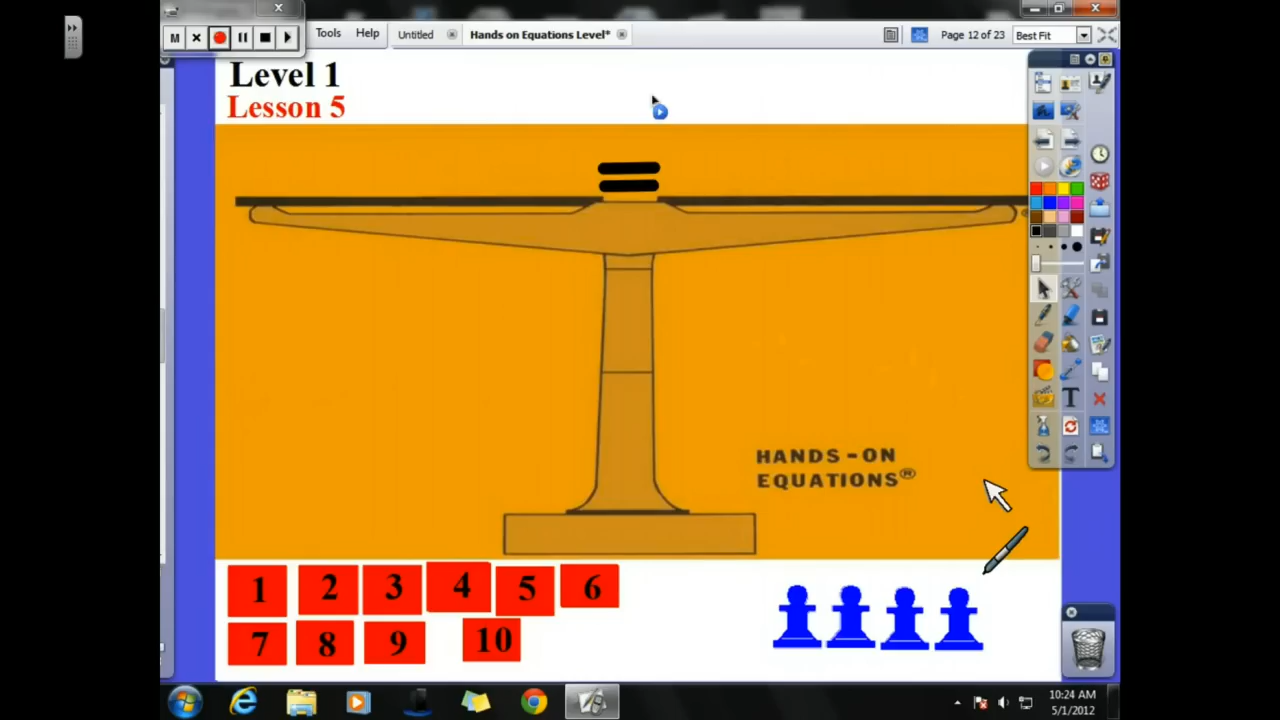 M
Tools Help
Untitled
Hands on Equations Level*
Page 12 of 23
Best Fit
Level 1
Lesson 5
=
HANDS-ON
EQUATIONS®
1 2 3 4 5 6
7 8 9 10
T
10:24 AM
5/1/2012